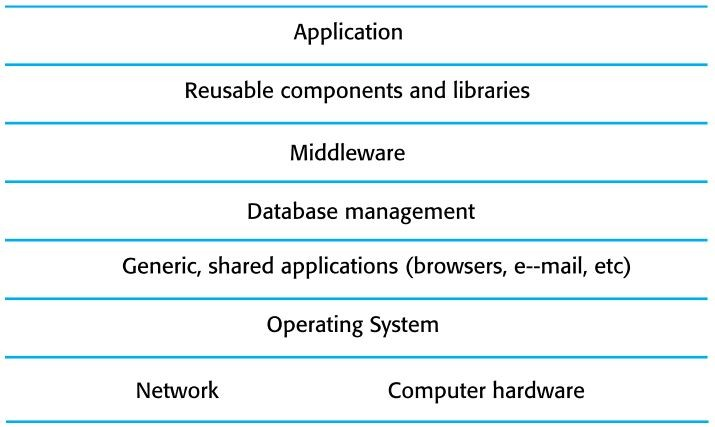 Application
Reusable components and libraries
Middleware
Database management
Generic, shared applications (browsers, e--mail, etc)
Operating System
Network Computer hardware